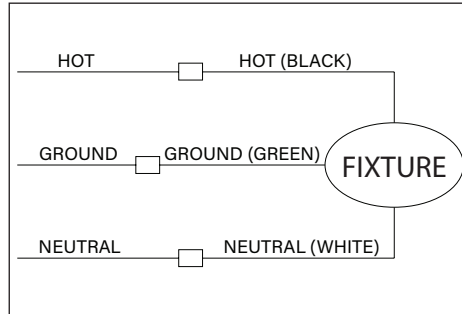 HOT HOT (BLACK)
GROUND GROUND (GREEN)
FIXTURE
NEUTRAL NEUTRAL (WHITE)